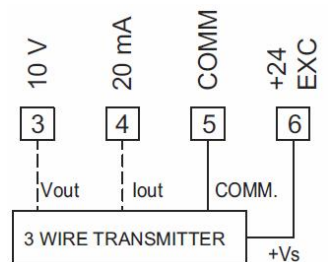 10 V
20 mA
COMM
+24
EXC
3
4
5
6
Vout
Iout
COMM.
3 WIRE TRANSMITTER
+Vs